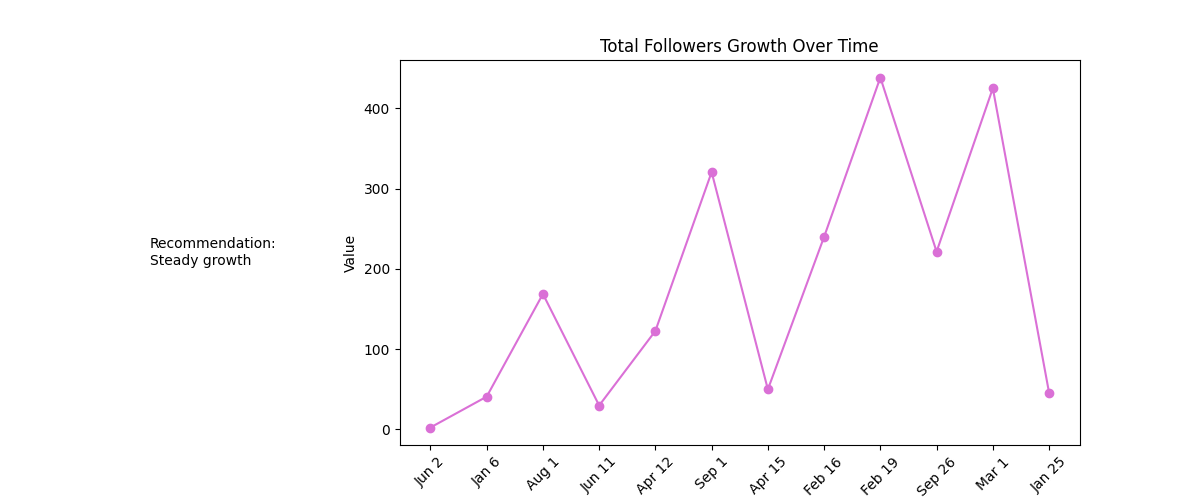 Total Followers Growth Over Time
Recommendation:
Steady growth
Value
400
300
200
100
0
Jun 2
Jan 6
Aug 1
Jun 11
Apr 12
Sep 1
Apr 15
Feb 16
Feb 19
Sep 26
Mar 1
Jan 25